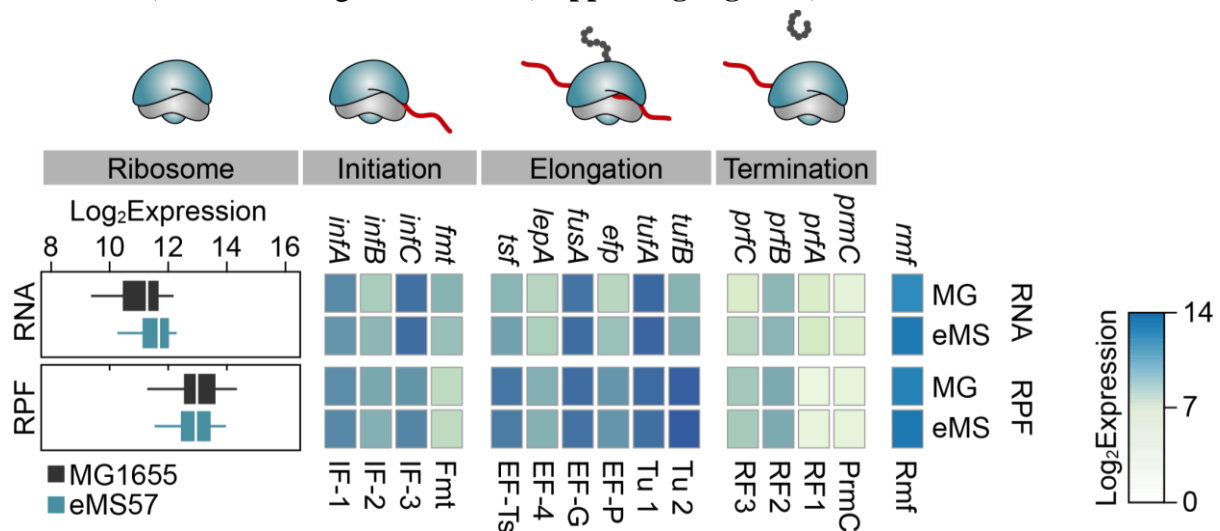 Ribosome Initiation Elongation Termination
Log2Expression
8 10 12 14 16
infA infB infC fmt tsf lepA fusA efp tufA tufB prfC prfB prfA prmC rmf
RNA MG RNA
eMS
RPF MG RPF
eMS
IF-1 IF-2 IF-3 Fmt EF-Ts EF-4 EF-G EF-P Tu 1 Tu 2 RF3 RF2 RF1 PrmC Rmf
MG1655
eMS57
Log2Expression
14
7
0